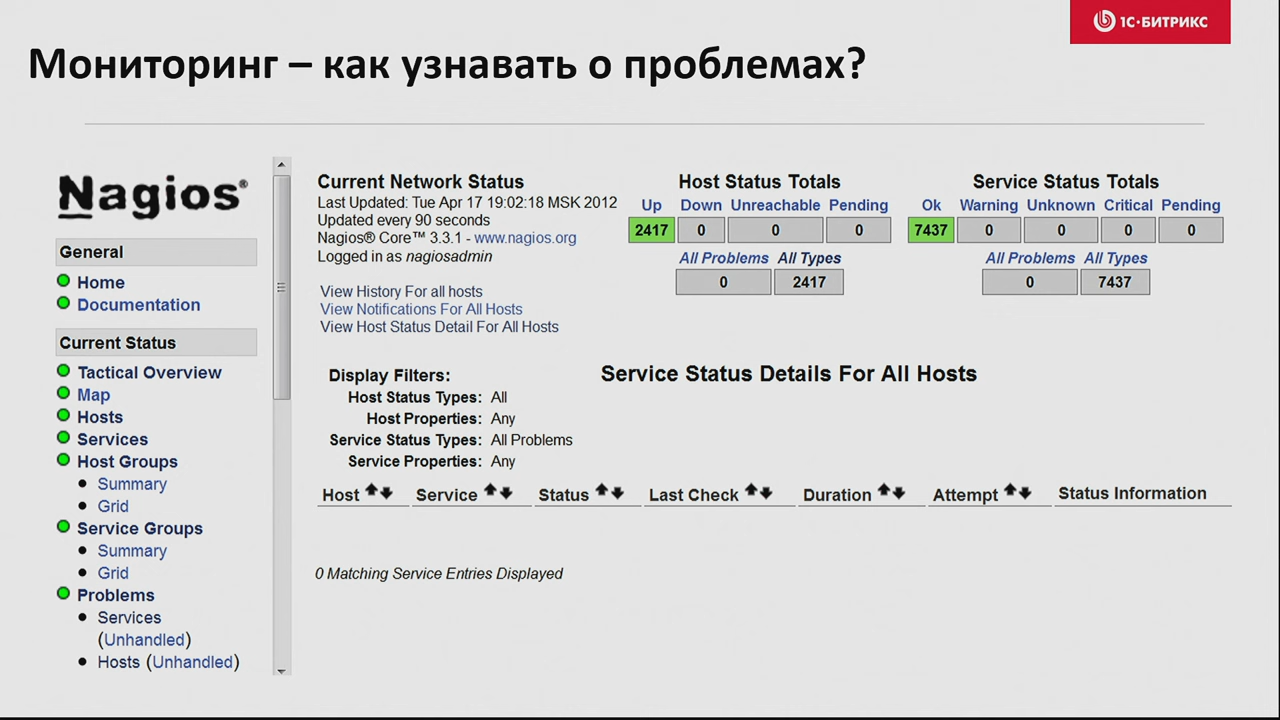 1С-БИТРИКС
Мониторинг – как узнавать о проблемах?
Nagios®
General
Home
Documentation
Current Status
Tactical Overview
Map
Hosts
Services
Host Groups
Summary
Grid
Service Groups
Summary
Grid
Problems
Services
(Unhandled)
Hosts (Unhandled)
Current Network Status
Last Updated: Tue Apr 17 19:02:18 MSK 2012
Updated every 90 seconds
Nagios® Core™ 3.3.1 - www.nagios.org
Logged in as nagiosadmin
View History For all hosts
View Notifications For All Hosts
View Host Status Detail For All Hosts
Host Status Totals
Up Down Unreachable Pending
2417 0 0 0
All Problems All Types
0 2417
Service Status Totals
Ok Warning Unknown Critical Pending
7437 0 0 0 0
All Problems All Types
0 7437
Display Filters:
Host Status Types: All
Host Properties: Any
Service Status Types: All Problems
Service Properties: Any
Service Status Details For All Hosts
Host Service Status Last Check Duration Attempt Status Information
0 Matching Service Entries Displayed